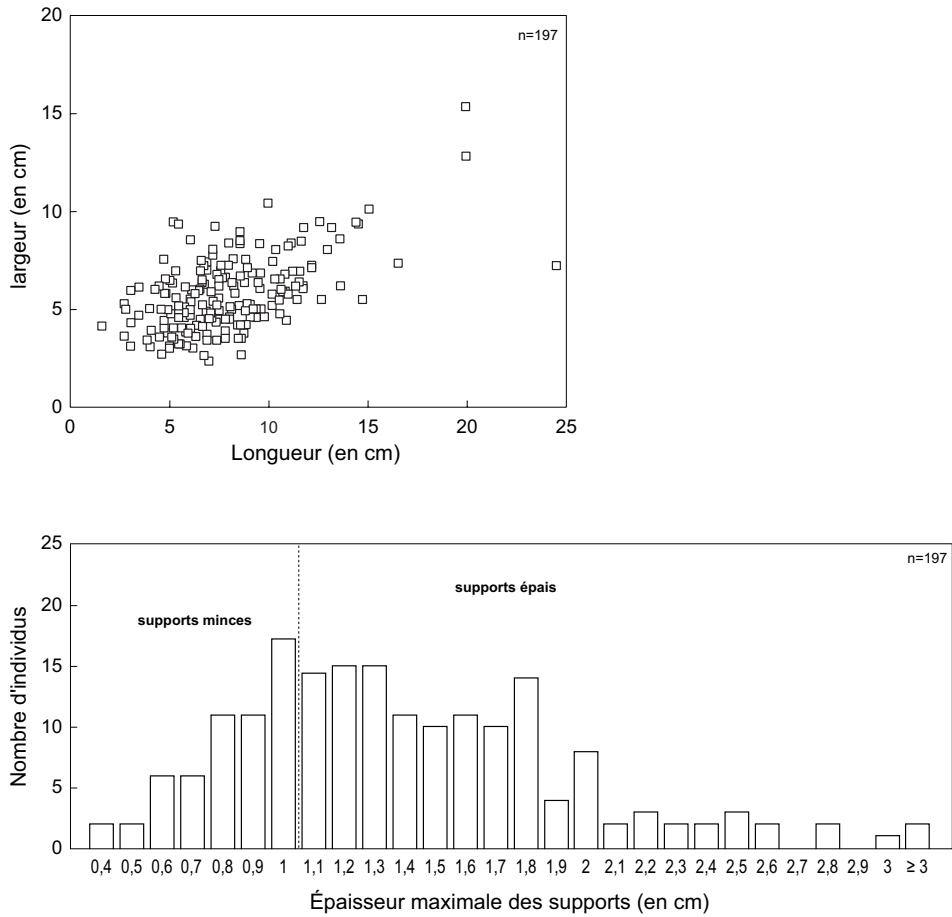 20
n=197
15
largeur (en cm)
10
5
0
0 5 10 15 20 25
Longueur (en cm)
25
n=197
supports épais
20
supports minces
Nombre d'individus
15
10
5
0
0,4 0,5 0,6 0,7 0,8 0,9 1 1,1 1,2 1,3 1,4 1,5 1,6 1,7 1,8 1,9 2 2,1 2,2 2,3 2,4 2,5 2,6 2,7 2,8 2,9 3 ≥ 3
Épaisseur maximale des supports (en cm)